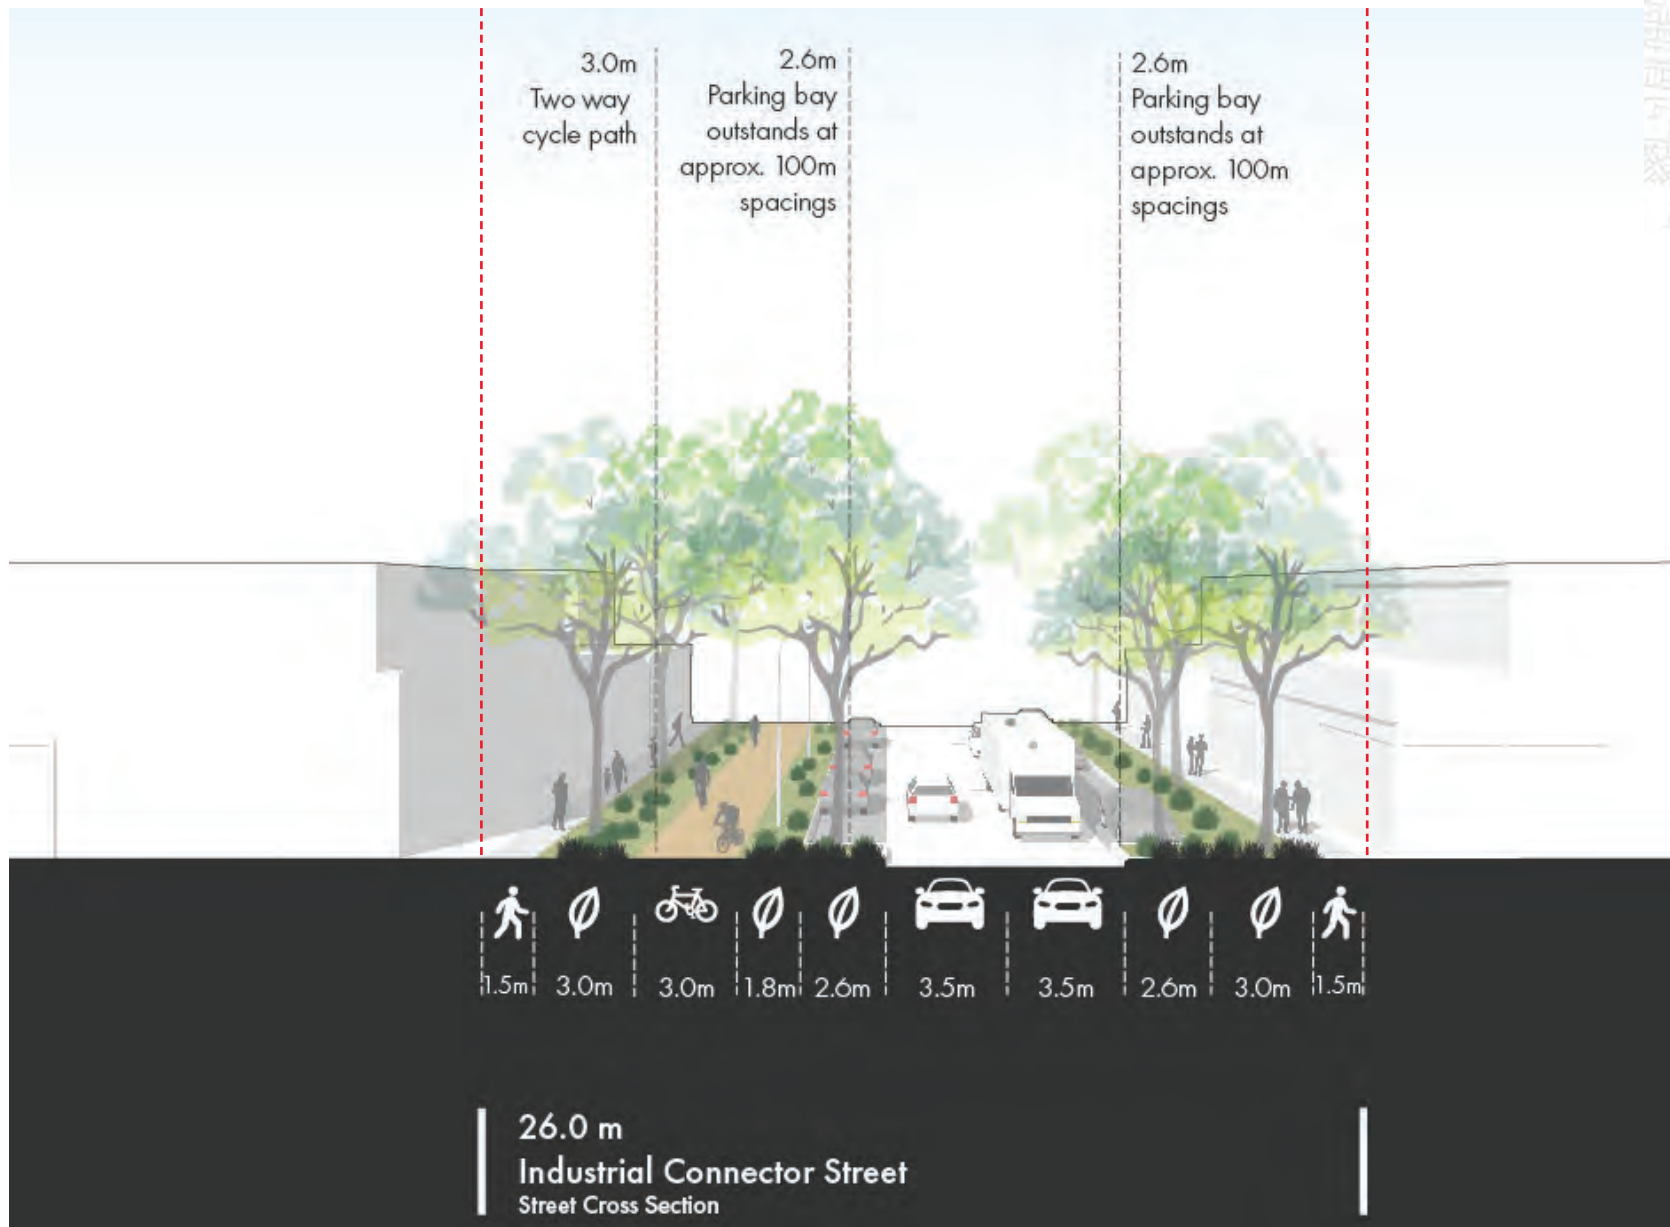 3.0m
Two way
cycle path
2.6m
Parking bay
outstands at
approx. 100m
spacings
2.6m
Parking bay
outstands at
approx. 100m
spacings
1.5m 3.0m 3.0m 1.8m 2.6m 3.5m 3.5m 2.6m 3.0m 1.5m
26.0 m
Industrial Connector Street
Street Cross Section